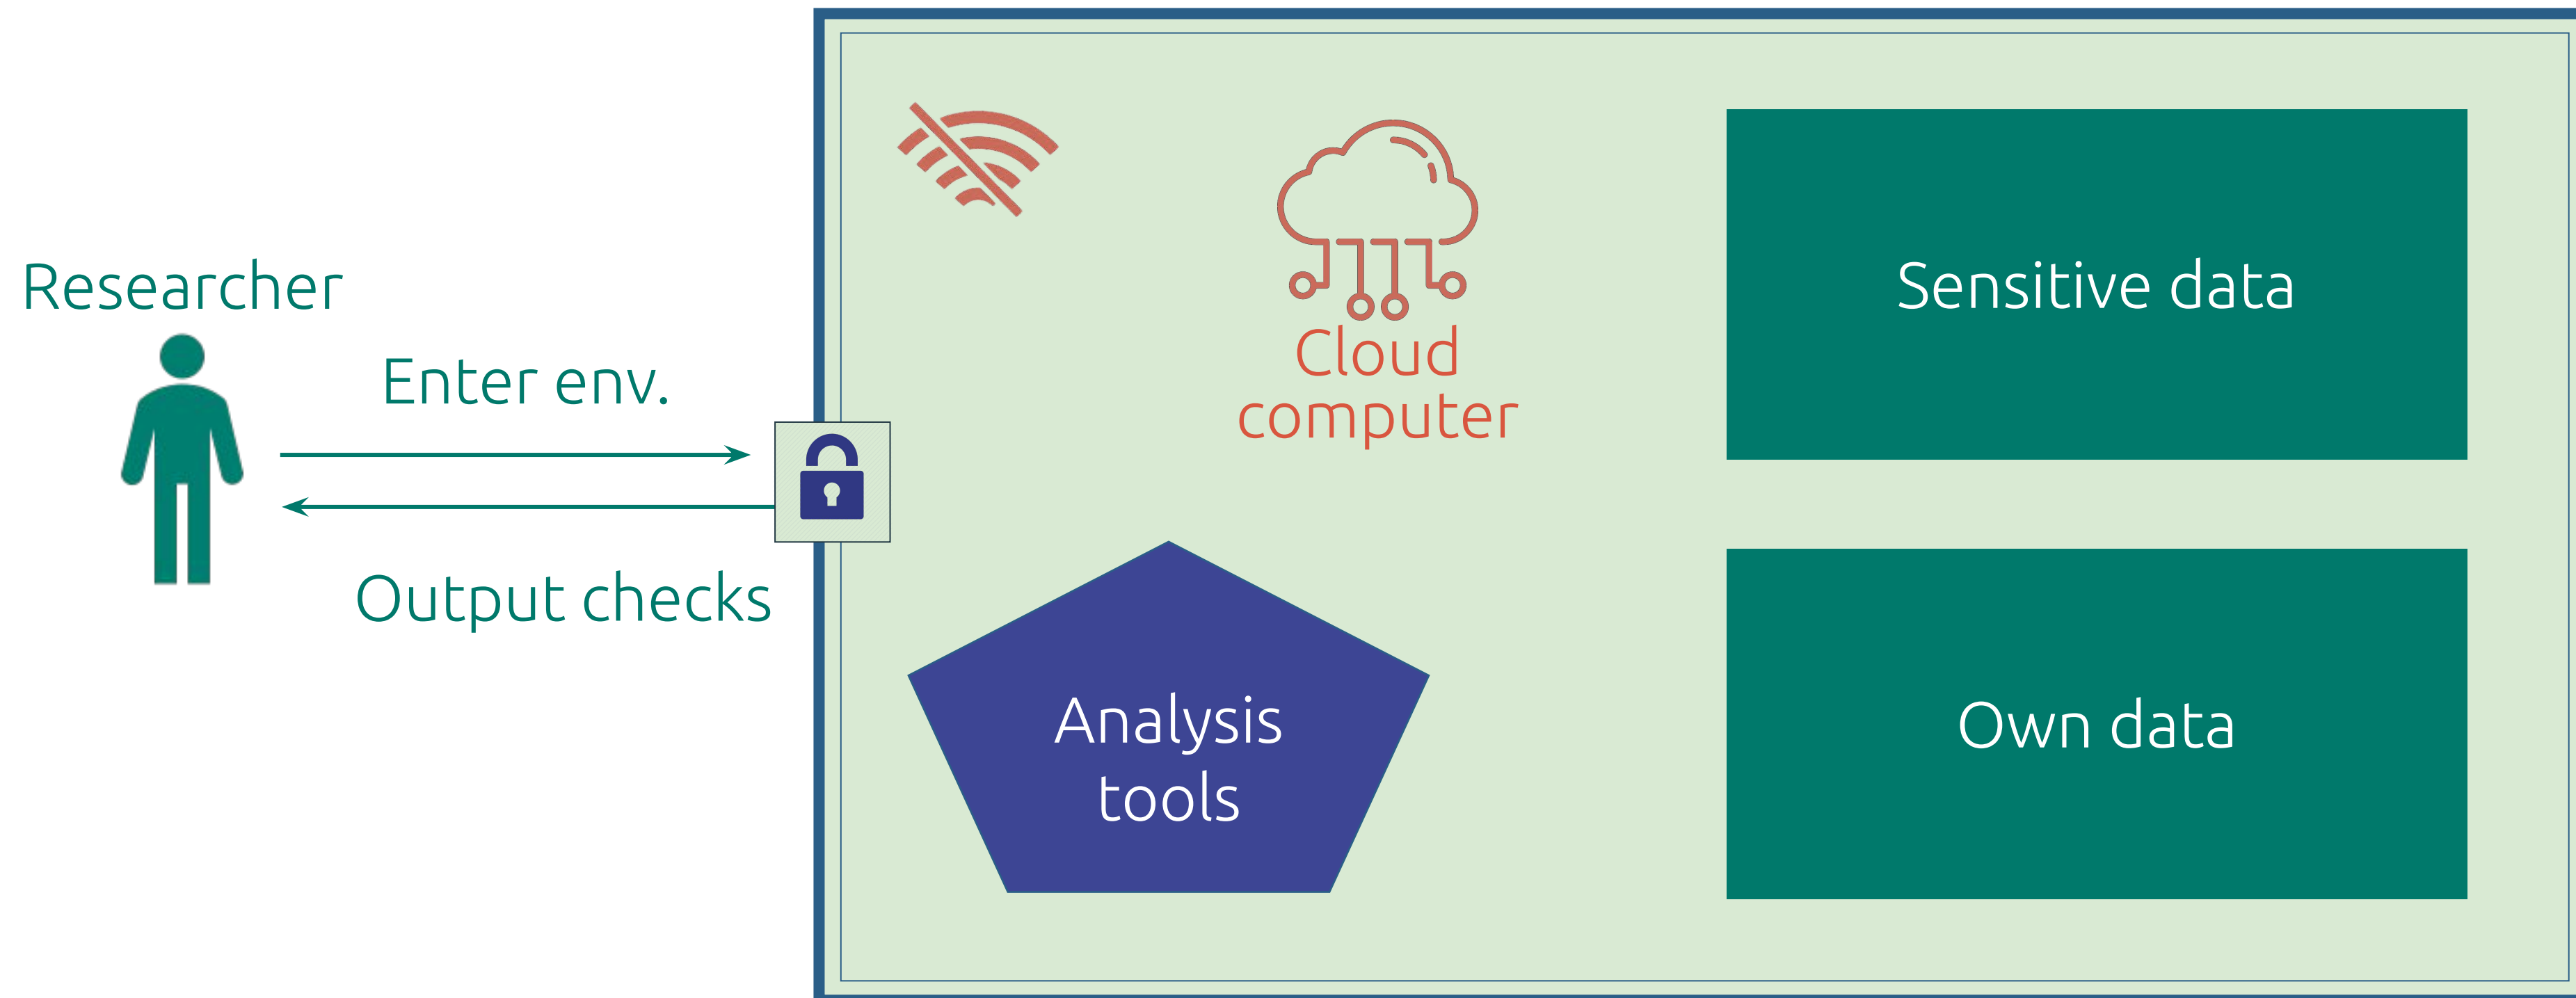 Researcher
Enter env.
Output checks
Cloud
computer
Analysis
tools
Sensitive data
Own data